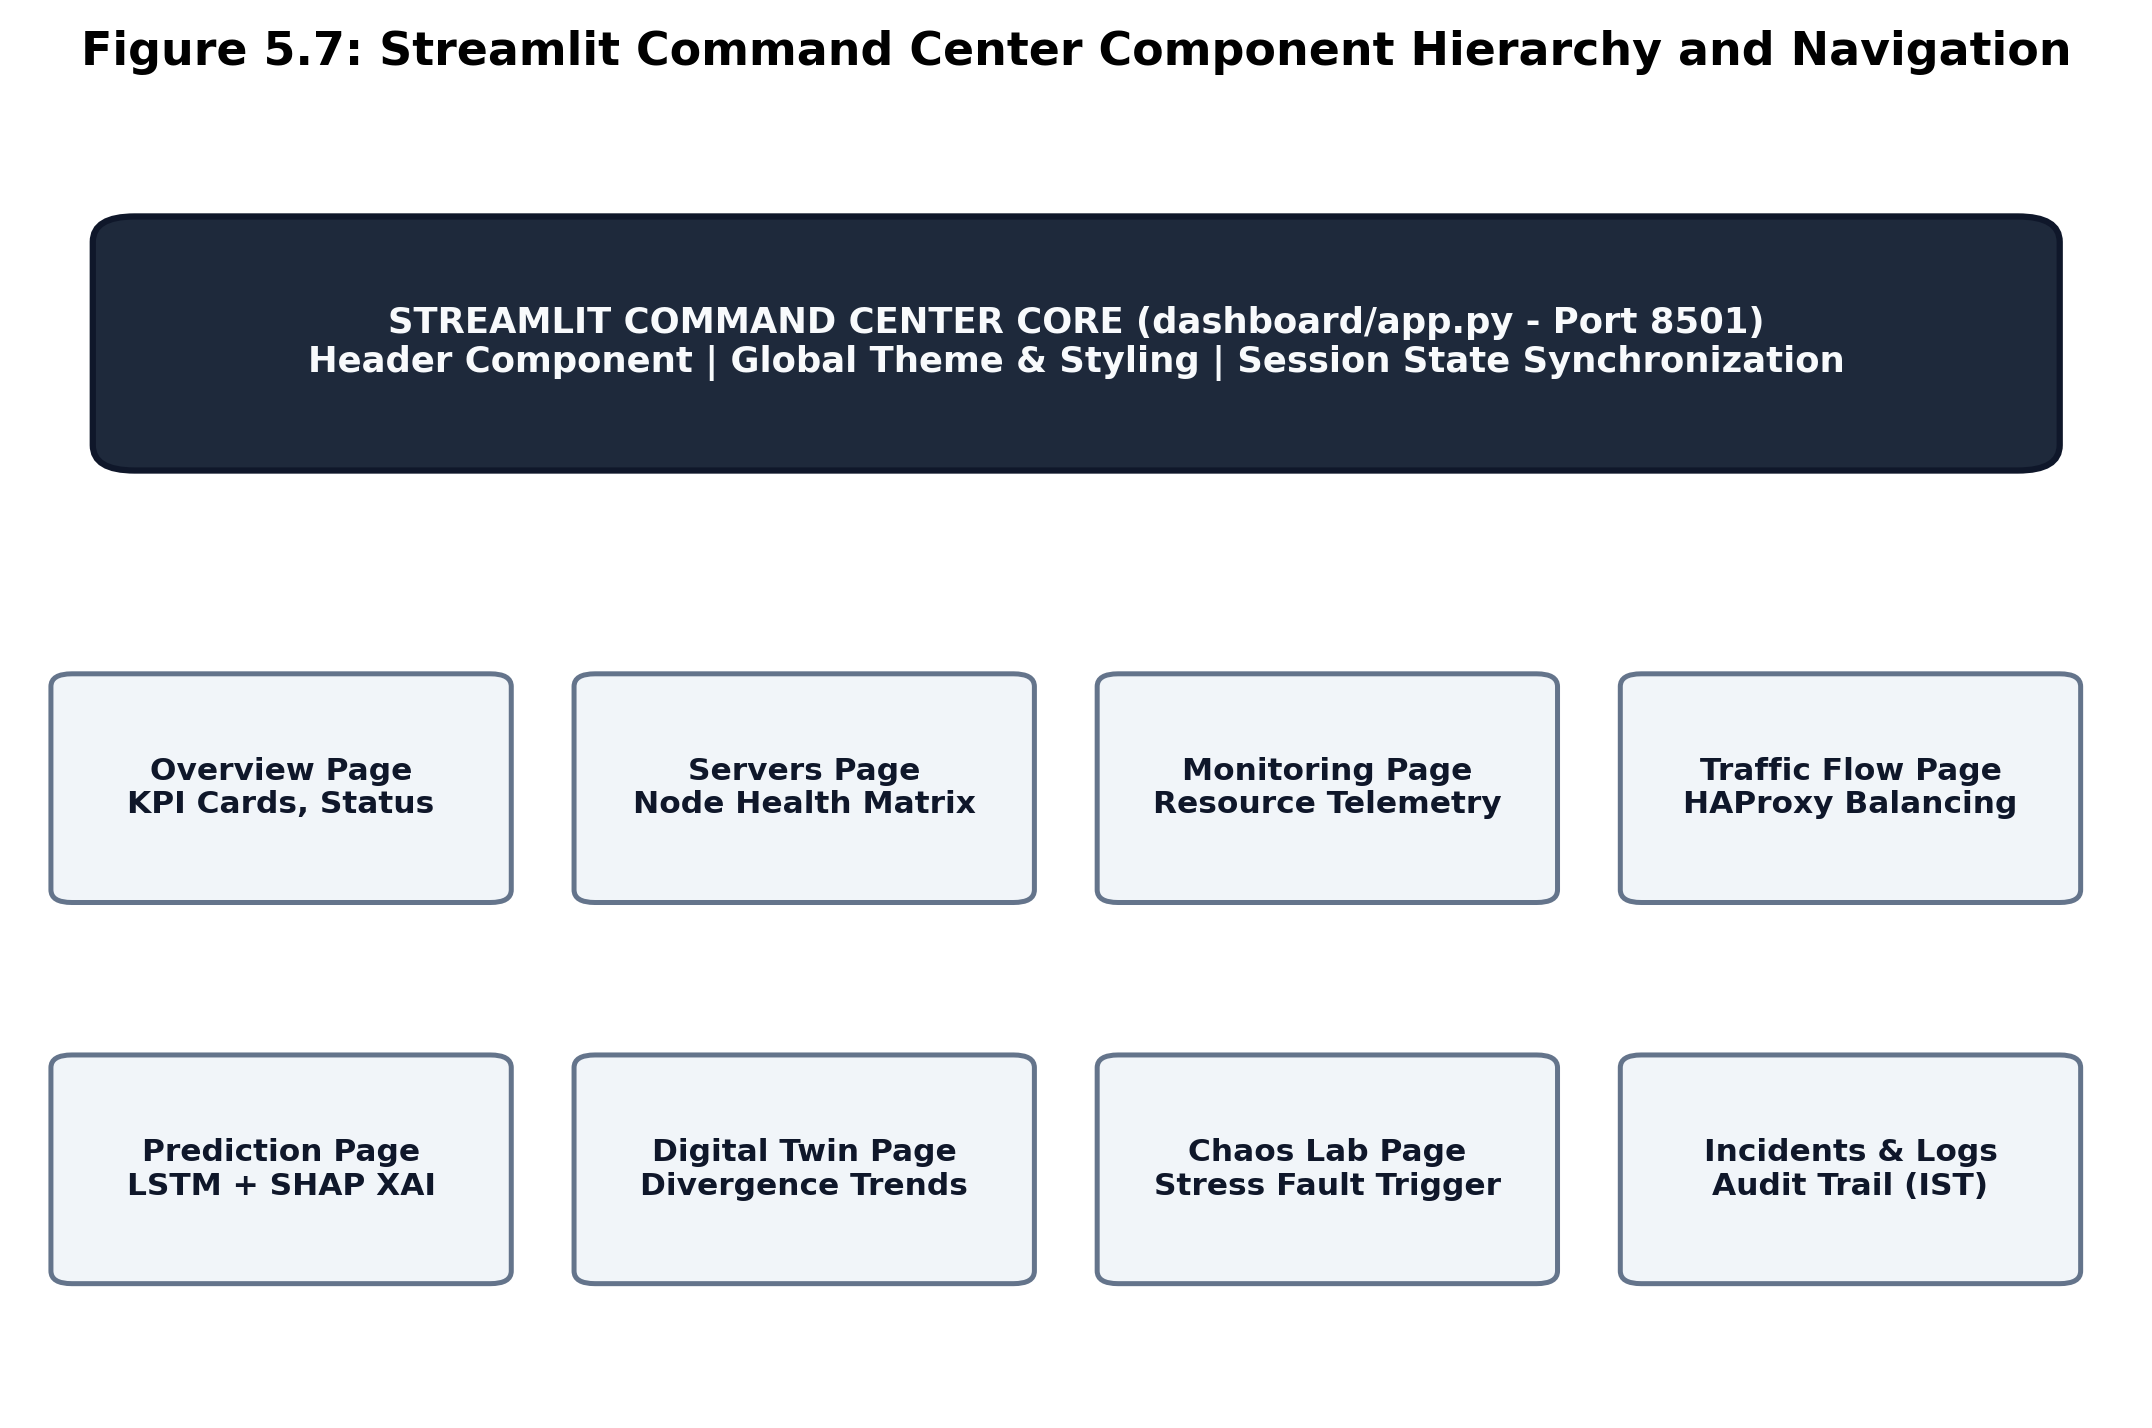 Figure 5.7: Streamlit Command Center Component Hierarchy and Navigation
STREAMLIT COMMAND CENTER CORE (dashboard/app.py - Port 8501)
Header Component | Global Theme & Styling | Session State Synchronization
Overview Page
KPI Cards, Status
Servers Page
Node Health Matrix
Monitoring Page
Resource Telemetry
Traffic Flow Page
HAProxy Balancing
Prediction Page
LSTM + SHAP XAI
Digital Twin Page
Divergence Trends
Chaos Lab Page
Stress Fault Trigger
Incidents & Logs
Audit Trail (IST)